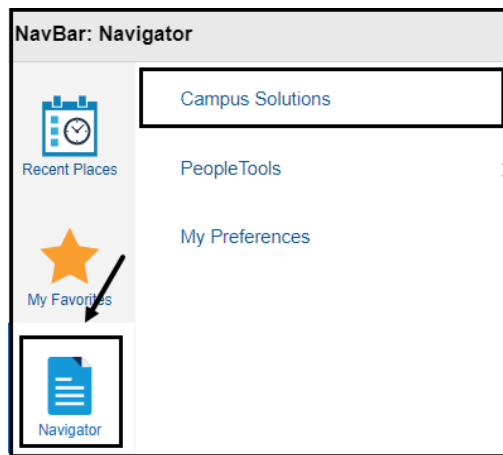 NavBar: Navigator
Recent Places
My Favorites
Navigator
Campus Solutions
PeopleTools
My Preferences